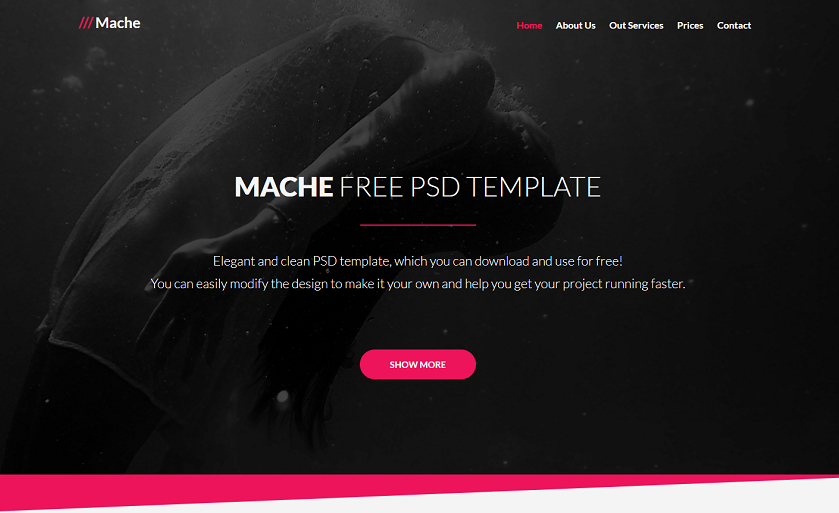 /// Mache
Home About Us Out Services Prices Contact
MACHE FREE PSD TEMPLATE
Elegant and clean PSD template, which you can download and use for free!
You can easily modify the design to make it your own and help you get your project running faster.
SHOW MORE